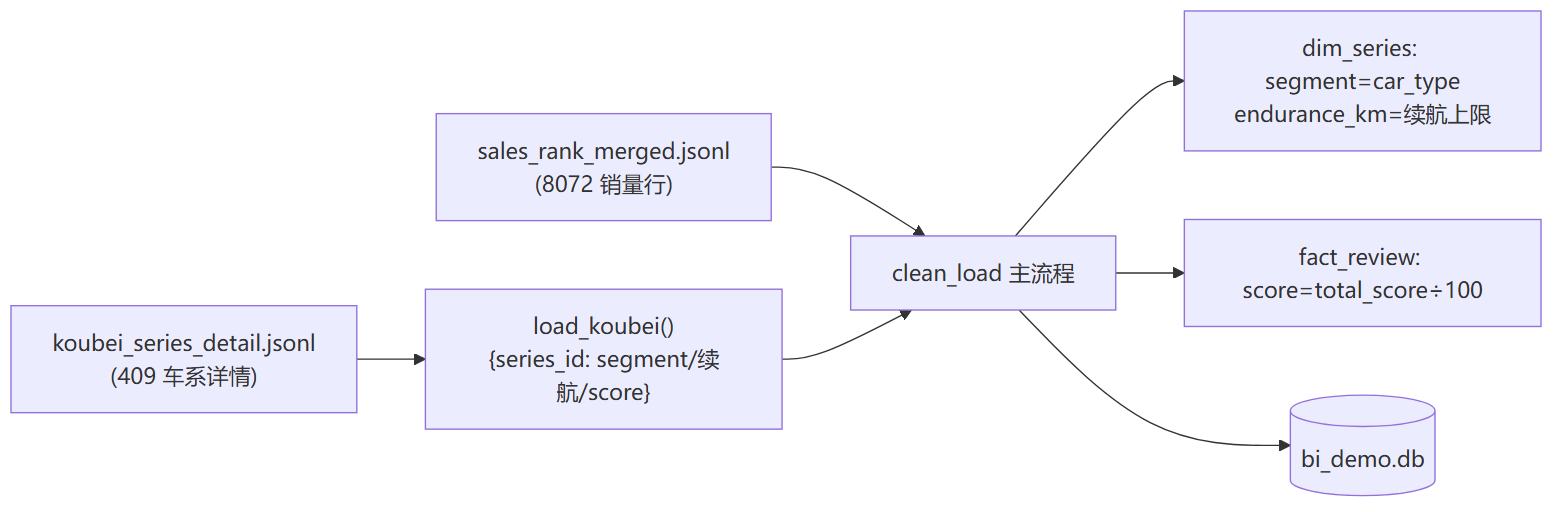 koubei_series_detail.jsonl
(409 车系详情)
sales_rank_merged.jsonl
(8072 销量行)
load_koubei()
{series_id: segment/续
航/score}
clean_load 主流程
dim_series:
segment=car_type
endurance_km=续航上限
fact_review:
score=total_score÷100
bi_demo.db